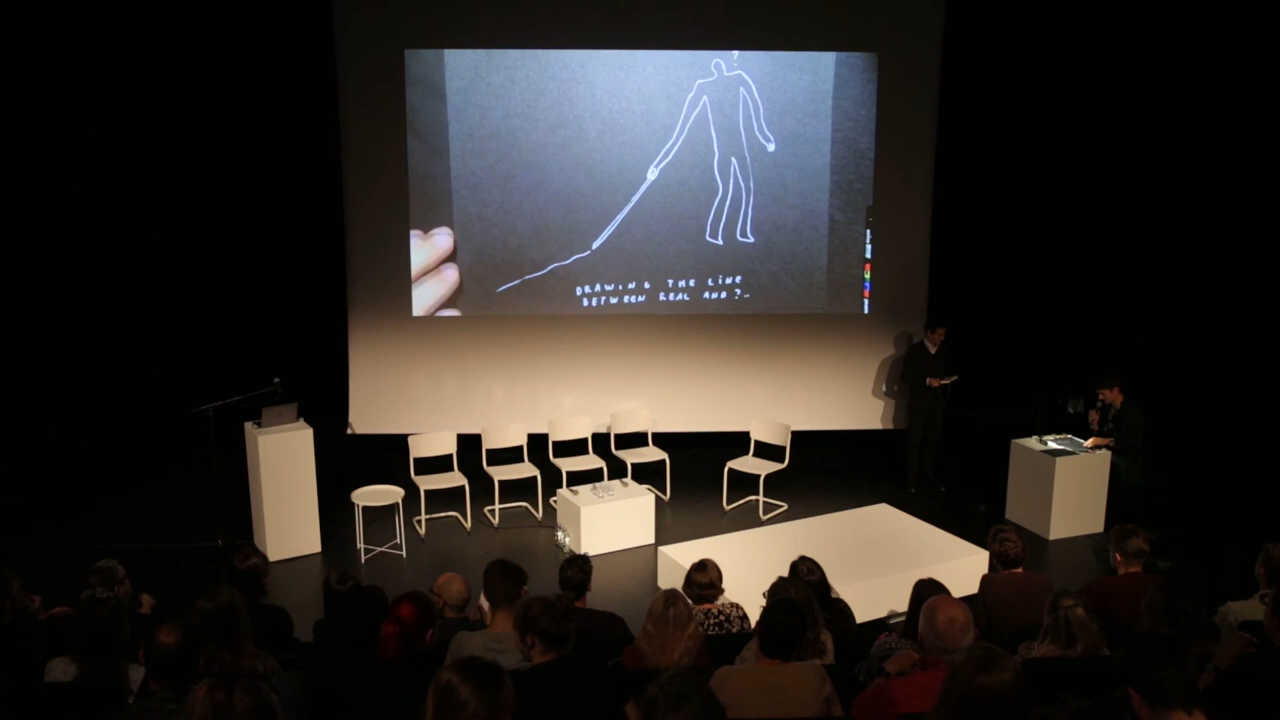 ?
DRAWING THE LINE
BETWEEN REAL AND ?..